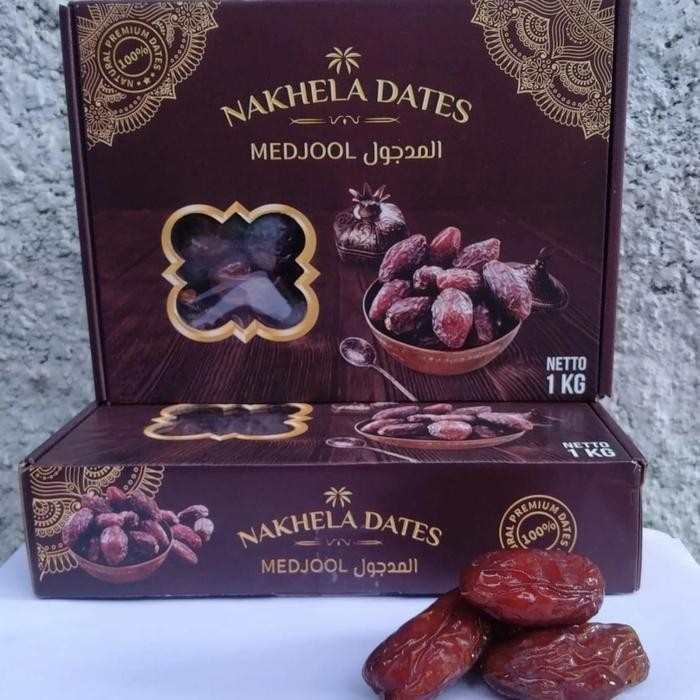 NATURAL PREMIUM DATES
100%
NAKHELA DATES
MEDJOOL المدجول
NETTO
1 KG
NETTO
1 KG
NAKHELA DATES
MEDJOOL المدجول
PREMIUM DATES
100%